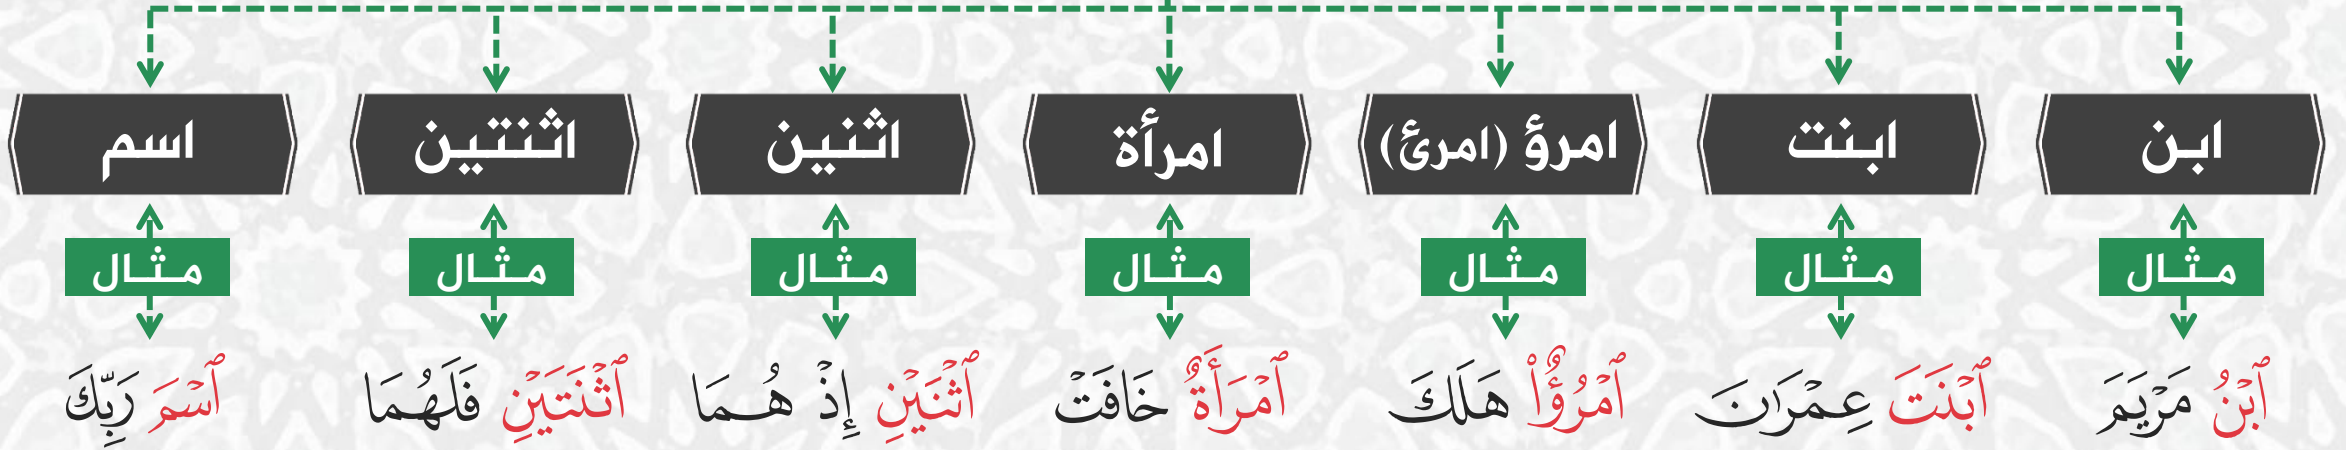 ابن ابنت امرؤ (امرئ) امرأة اثنين اثنتين اسم
مثال مثال مثال مثال مثال مثال مثال
ٱبْنُ مَرْيَمَ ٱبْنَتَ عِمْرَٰنَ ٱمْرُؤٌا۟ هَلَكَ ٱمْرَأَةٌ خَافَتْ ٱثْنَيْنِ إِذْ هُمَا ٱثْنَتَيْنِ فَلَهُمَا ٱسْمَ رَبِّكَ